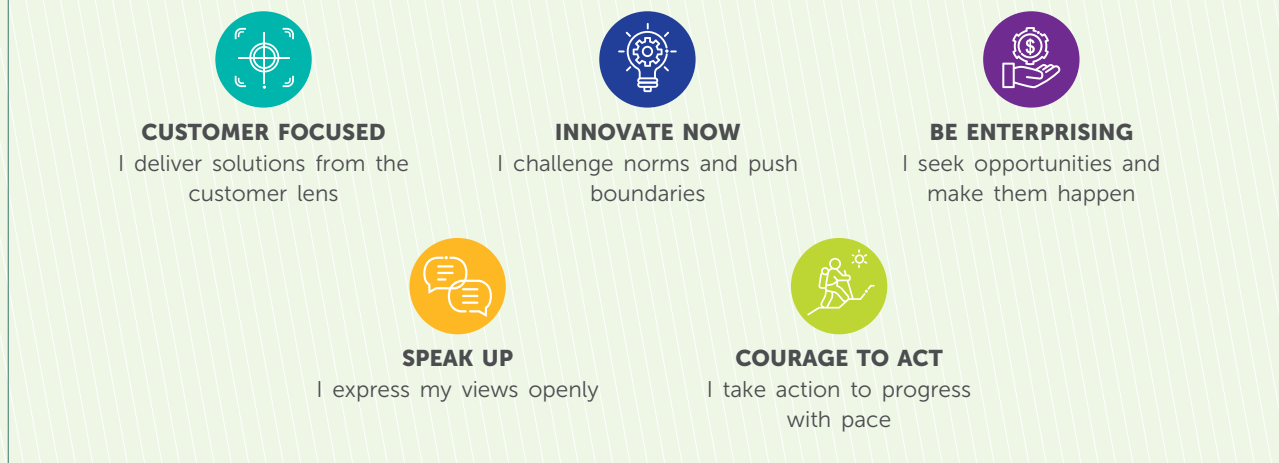 CUSTOMER FOCUSED
I deliver solutions from the
customer lens
INNOVATE NOW
I challenge norms and push
boundaries
BE ENTERPRISING
I seek opportunities and
make them happen
SPEAK UP
I express my views openly
COURAGE TO ACT
I take action to progress
with pace